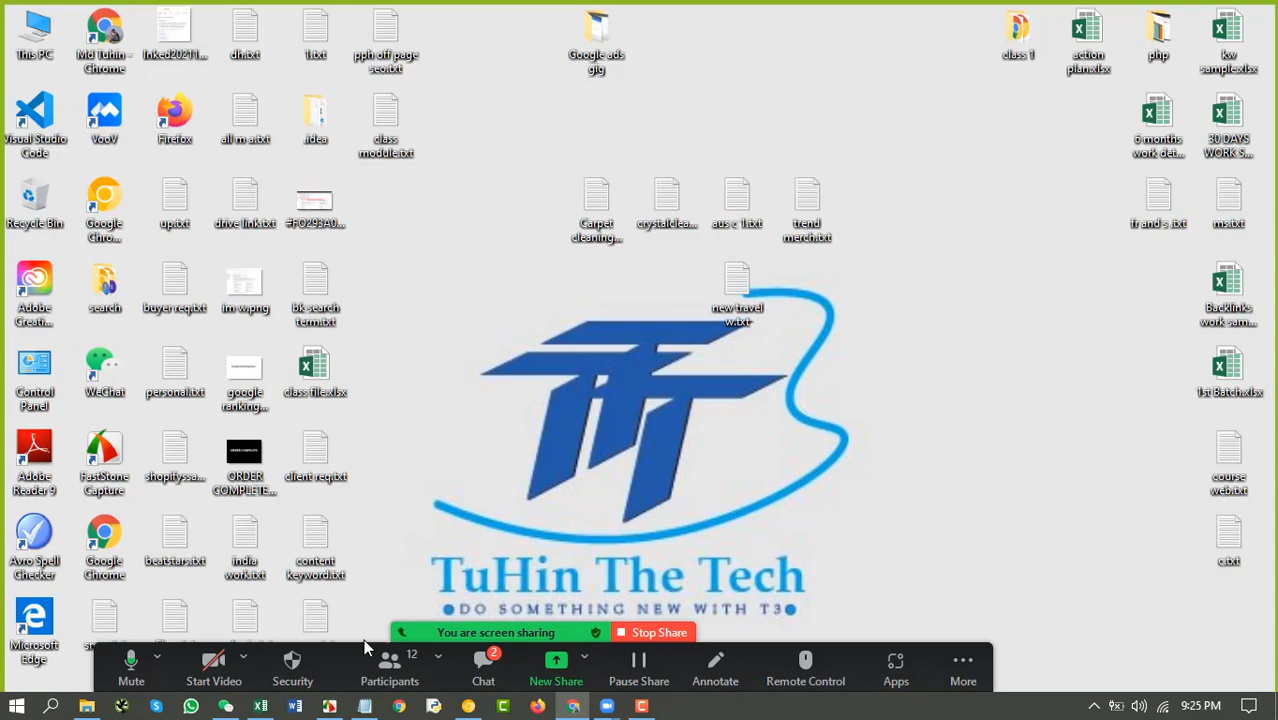 This PC
Md Tuhin -
Chrome
Inked20211...
dh.txt
1.txt
pph off page
seo.txt
Google ads
gig
class 1
action
plan.xlsx
php
kw
sample.xlsx
Visual Studio
Code
VooV
Firefox
all m a.txt
.idea
class
module.txt
6 months
work det...
30 DAYS
WORK S...
Recycle Bin
Google
Chro...
up.txt
drive link.txt
#FO293A0...
Carpet
cleaning...
crystalclea...
aus c 1.txt
trend
merch.txt
fr and s .txt
ms.txt
Adobe
Creati...
search
buyer req.txt
im w.png
bk search
term.txt
new travel
w.txt
Backlinks
work sam...
Control
Panel
WeChat
personal.txt
google
ranking...
class file.xlsx
1st Batch.xlsx
Adobe
Reader 9
FastStone
Capture
shopifyssa...
ORDER
COMPLETE...
client req.txt
course
web.txt
Avro Spell
Checker
Google
Chrome
beatstars.txt
india
work.txt
content
keyword.txt
c.txt
TuHin The Tech
DO SOMETHING NEW WITH T3
Microsoft
Edge
You are screen sharing
Stop Share
Mute
Start Video
Security
12
Participants
2
Chat
New Share
Pause Share
Annotate
Remote Control
Apps
More
9:25 PM